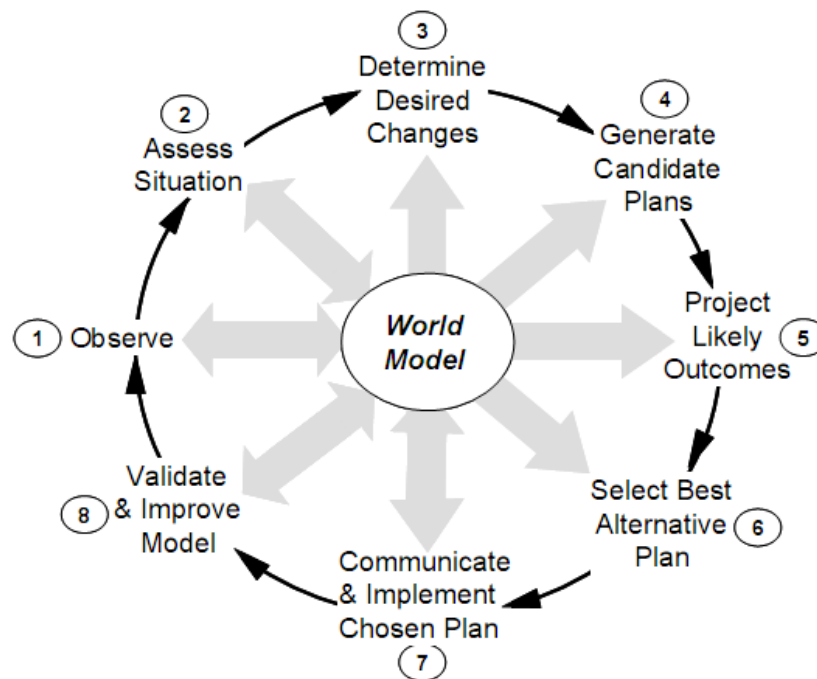 3
Determine
Desired
Changes
4
Generate
Candidate
Plans
2
Assess
Situation
Project
Likely
Outcomes
5
1
Observe
World
Model
Select Best
Alternative
Plan
6
Validate
& Improve
Model
8
Communicate
& Implement
Chosen Plan
7